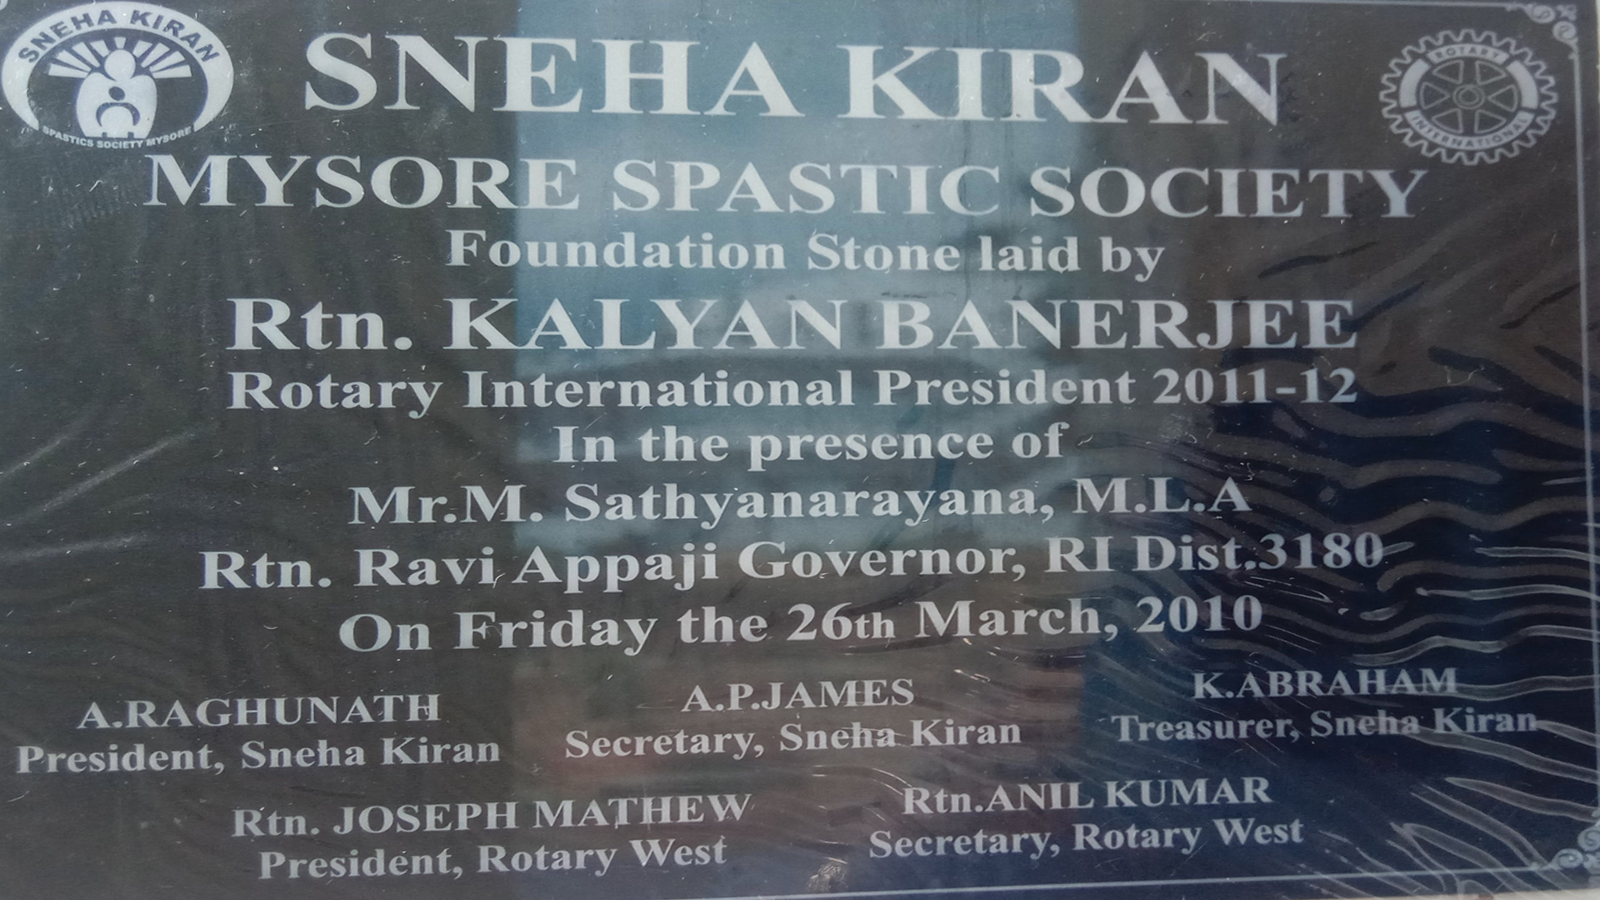 SNEHA KIRAN
SPASTICS SOCIETY MYSORE
SNEHA KIRAN
ROTARY
INTERNATIONAL
MYSORE SPASTIC SOCIETY
Foundation Stone laid by
Rtn. KALYAN BANERJEE
Rotary International President 2011-12
In the presence of
Mr.M. Sathyanarayana, M.L.A
Rtn. Ravi Appaji Governor, RI Dist.3180
On Friday the 26th March, 2010
A.RAGHUNATH
President, Sneha Kiran
A.P.JAMES
Secretary, Sneha Kiran
K.ABRAHAM
Treasurer, Sneha Kiran
Rtn. JOSEPH MATHEW
President, Rotary West
Rtn.ANIL KUMAR
Secretary, Rotary West